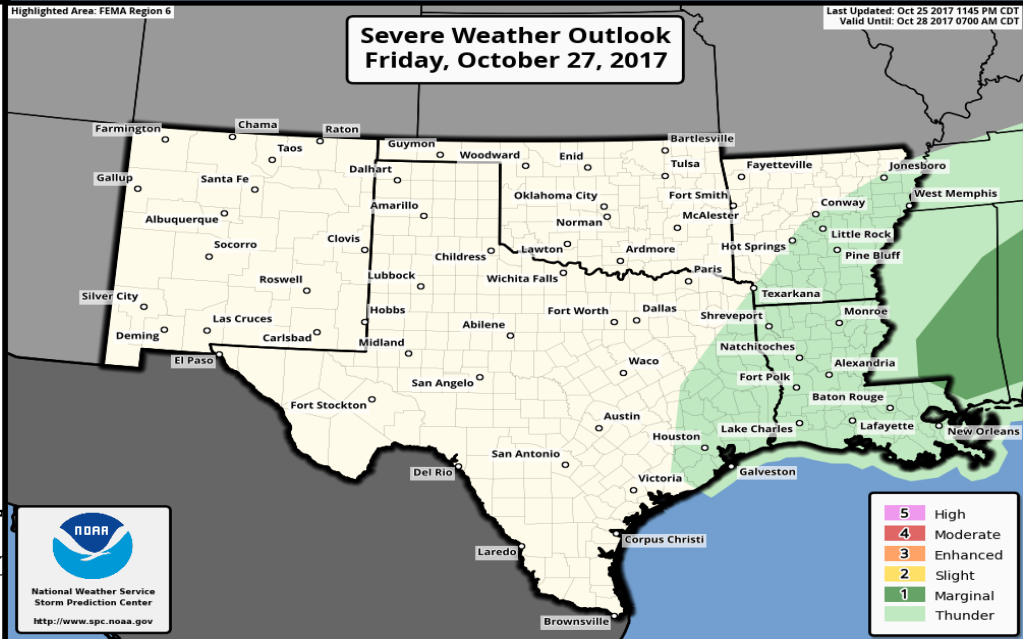 Highlighted Area: FEMA Region 6
Last Updated: Oct 25 2017 1145 PM CDT
Valid Until: Oct 28 2017 0700 AM CDT
Severe Weather Outlook
Friday, October 27, 2017
Farmington
Chama
Raton
Taos
Gallup
Santa Fe
Albuquerque
Socorro
Clovis
Roswell
Silver City
Las Cruces
Hobbs
Deming
Carlsbad
El Paso
Guymon
Woodward
Enid
Bartlesville
Tulsa
Dalhart
Amarillo
Oklahoma City
Norman
Fort Smith
McAlester
Fayetteville
Jonesboro
West Memphis
Conway
Little Rock
Hot Springs
Pine Bluff
Lawton
Ardmore
Childress
Wichita Falls
Paris
Texarkana
Lubbock
Fort Worth
Dallas
Shreveport
Monroe
Abilene
Midland
Natchitoches
Waco
Alexandria
Fort Polk
San Angelo
Fort Stockton
Baton Rouge
Austin
Lake Charles
Lafayette
New Orleans
Houston
San Antonio
Galveston
Del Rio
Victoria
Corpus Christi
Laredo
Brownsville
NOAA
National Weather Service
Storm Prediction Center
http://www.spc.noaa.gov
5 High
4 Moderate
3 Enhanced
2 Slight
1 Marginal
Thunder